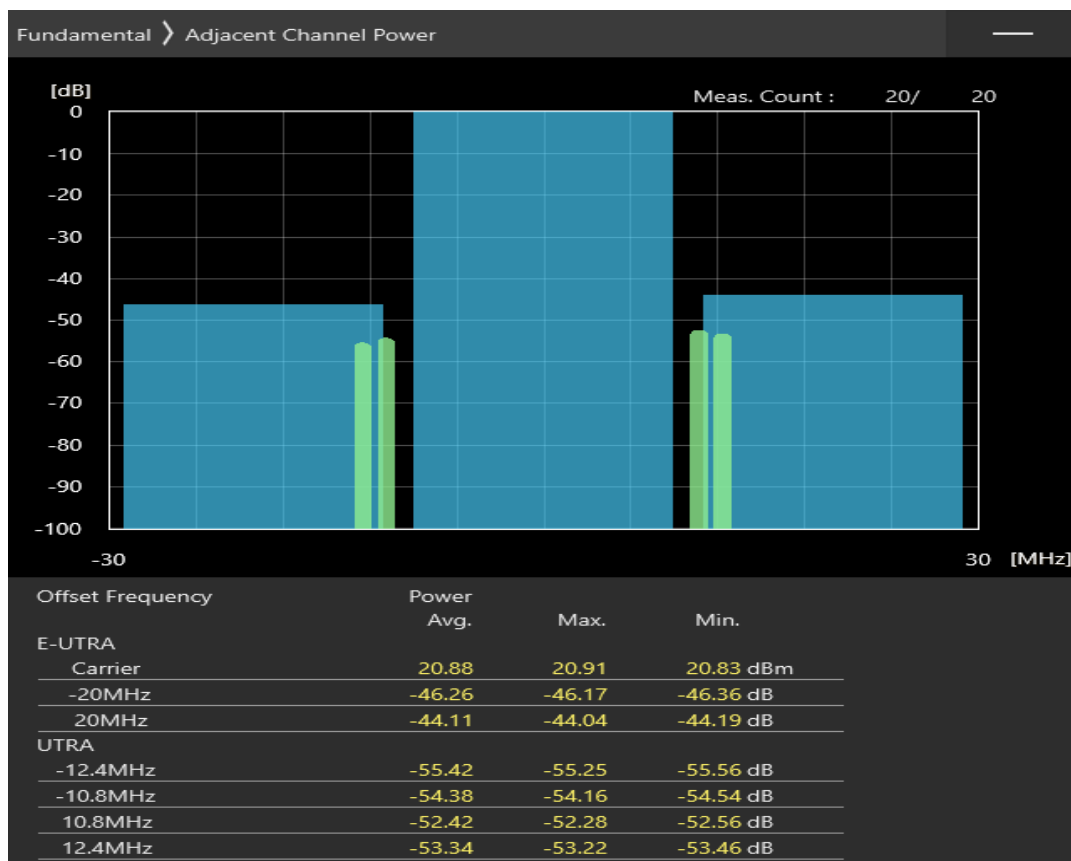 Fundamental 〉 Adjacent Channel Power
[dB]
Meas. Count : 20/ 20
0
-10
-20
-30
-40
-50
-60
-70
-80
-90
-100
-30 30 [MHz]
Offset Frequency Power
Avg. Max. Min.
E-UTRA
Carrier 20.88 20.91 20.83 dBm
-20MHz -46.26 -46.17 -46.36 dB
20MHz -44.11 -44.04 -44.19 dB
UTRA
-12.4MHz -55.42 -55.25 -55.56 dB
-10.8MHz -54.38 -54.16 -54.54 dB
10.8MHz -52.42 -52.28 -52.56 dB
12.4MHz -53.34 -53.22 -53.46 dB